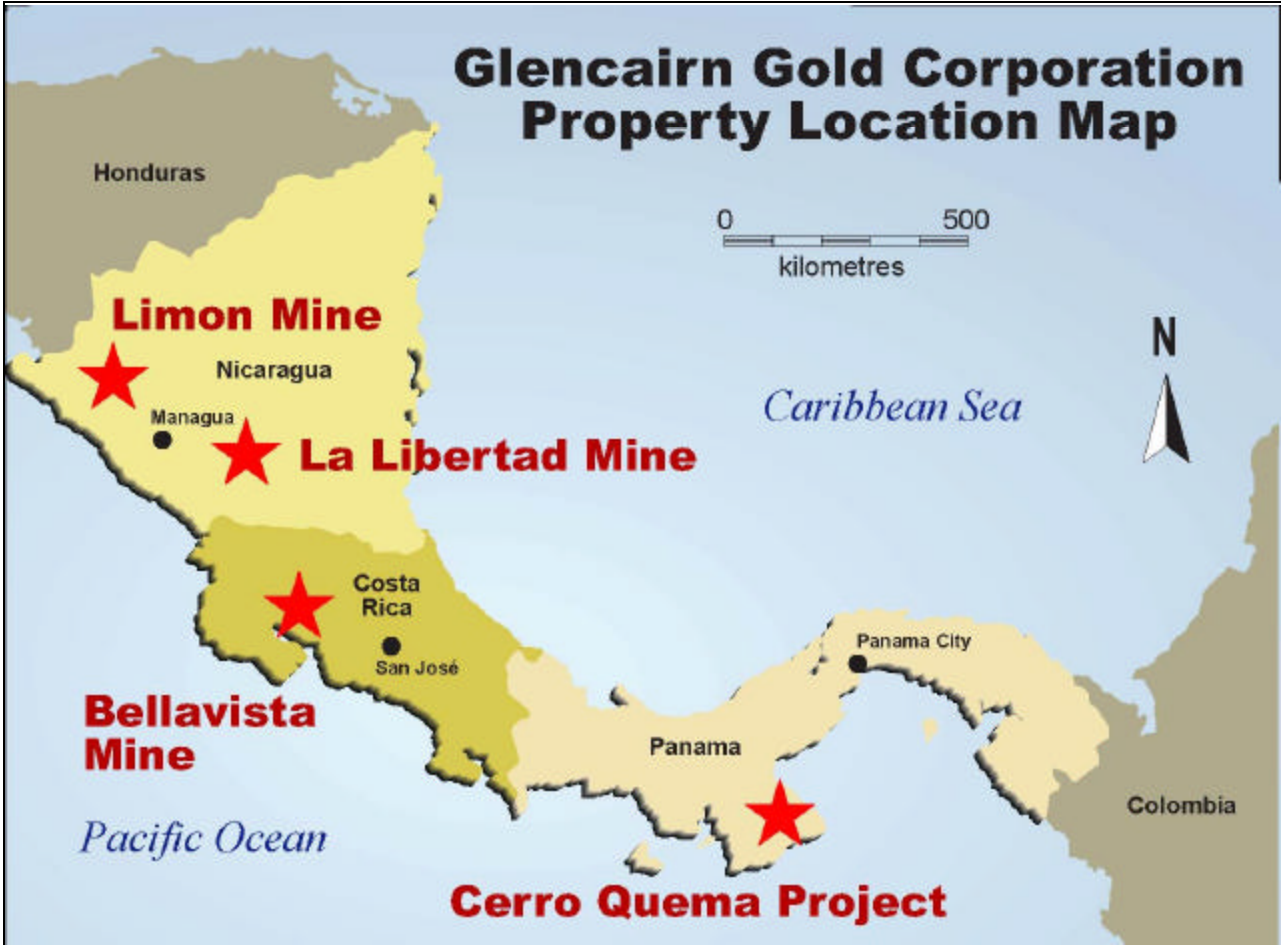 Glencairn Gold Corporation
Property Location Map
Honduras
0 500
kilometres
Limon Mine
N
Nicaragua
Caribbean Sea
Managua
La Libertad Mine
Costa
Rica
San José
Panama City
Bellavista
Mine
Panama
Colombia
Pacific Ocean
Cerro Quema Project